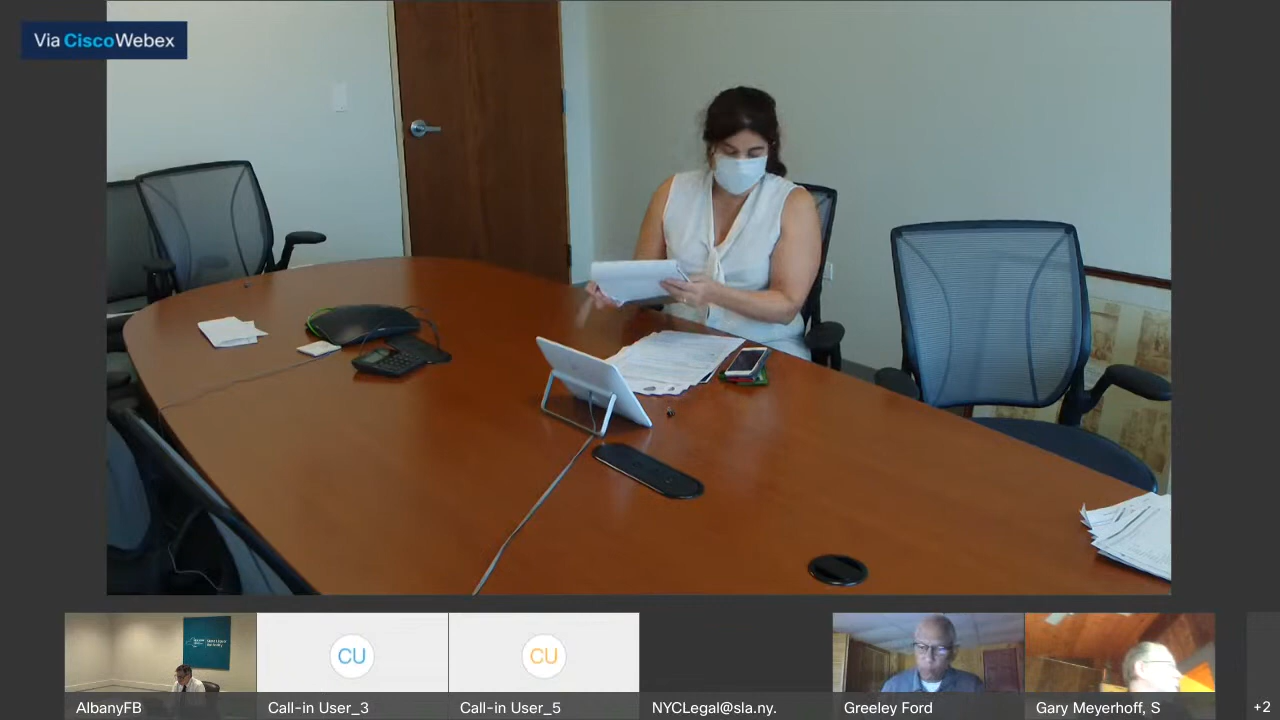 Via CiscoWebex
CU
CU
AlbanyFB
Call-in User_3
Call-in User_5
NYCLegal@sla.ny.
Greeley Ford
Gary Meyerhoff, S
+2